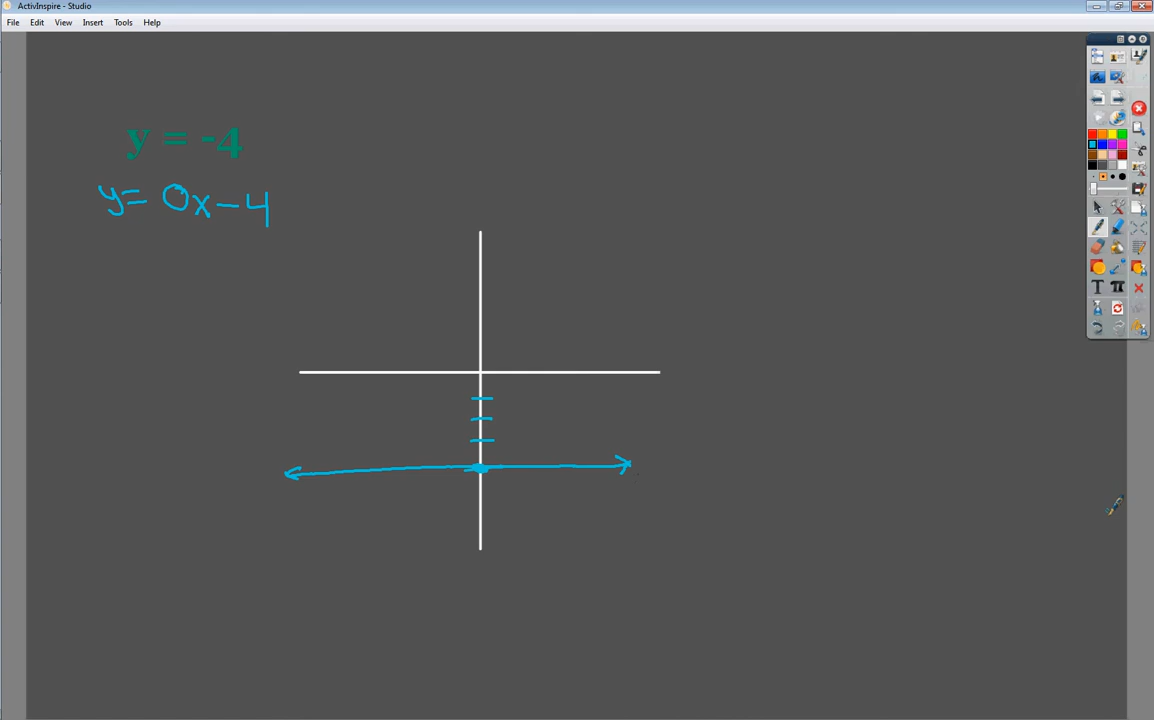 ActivInspire - Studio
File Edit View Insert Tools Help
y = -4
y= 0x-4